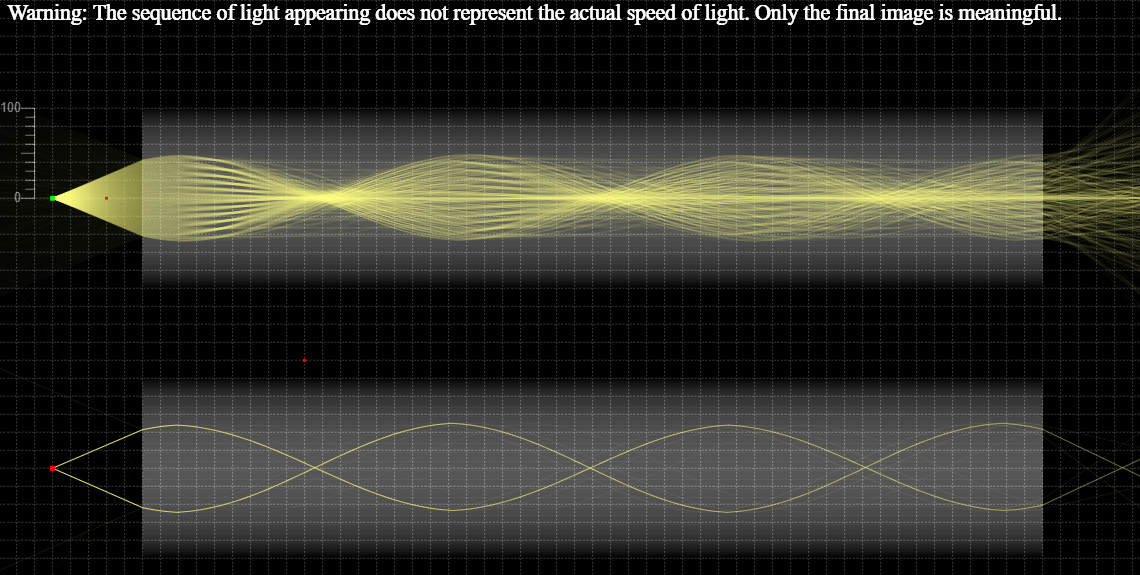 Warning: The sequence of light appearing does not represent the actual speed of light. Only the final image is meaningful.
100
0